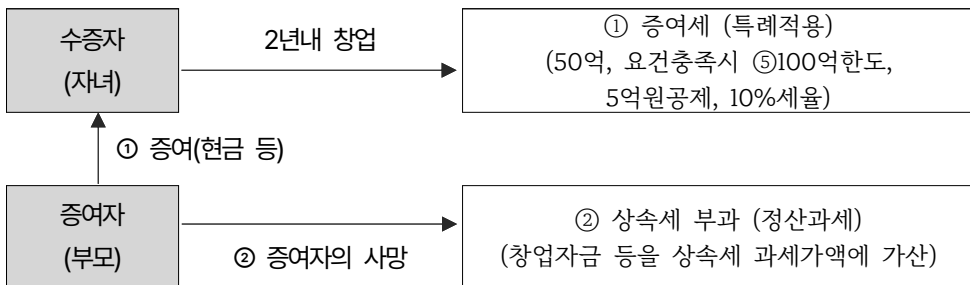 수증자
(자녀)
2년내 창업
① 증여세 (특례적용)
(50억, 요건충족시 ⑤100억한도,
5억원공제, 10%세율)
① 증여(현금 등)
증여자
(부모)
② 증여자의 사망
② 상속세 부과 (정산과세)
(창업자금 등을 상속세 과세가액에 가산)